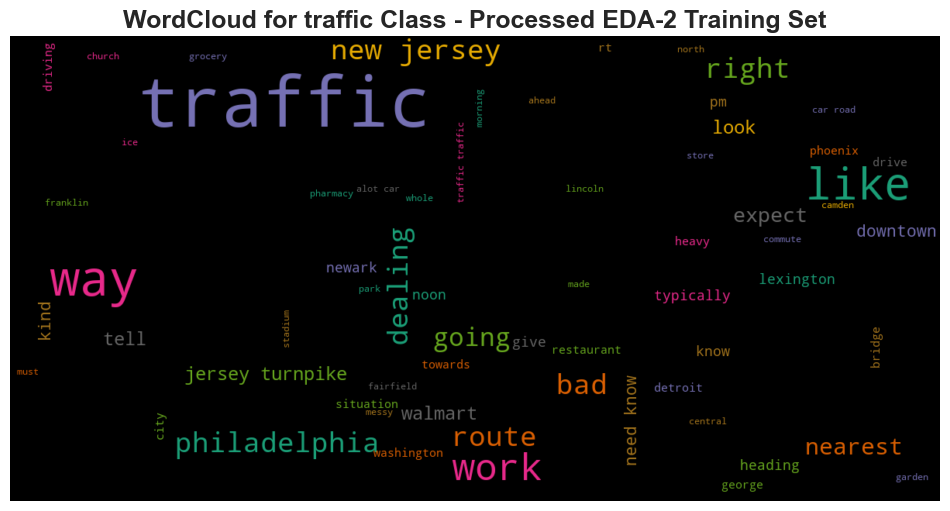 WordCloud for traffic Class - Processed EDA-2 Training Set
driving
church
grocery
new jersey
rt
north
right
traffic
morning
ahead
pm
look
car road
ice
traffic traffic
store
phoenix
drive
like
franklin
pharmacy
alot car
whole
lincoln
camden
expect
downtown
way
newark
dealing
heavy
commute
park
noon
made
typically
lexington
kind
tell
stadium
going
give
restaurant
know
bridge
must
jersey turnpike
towards
fairfield
bad
need know
detroit
situation
messy
walmart
city
philadelphia
washington
route
work
central
nearest
heading
george
garden